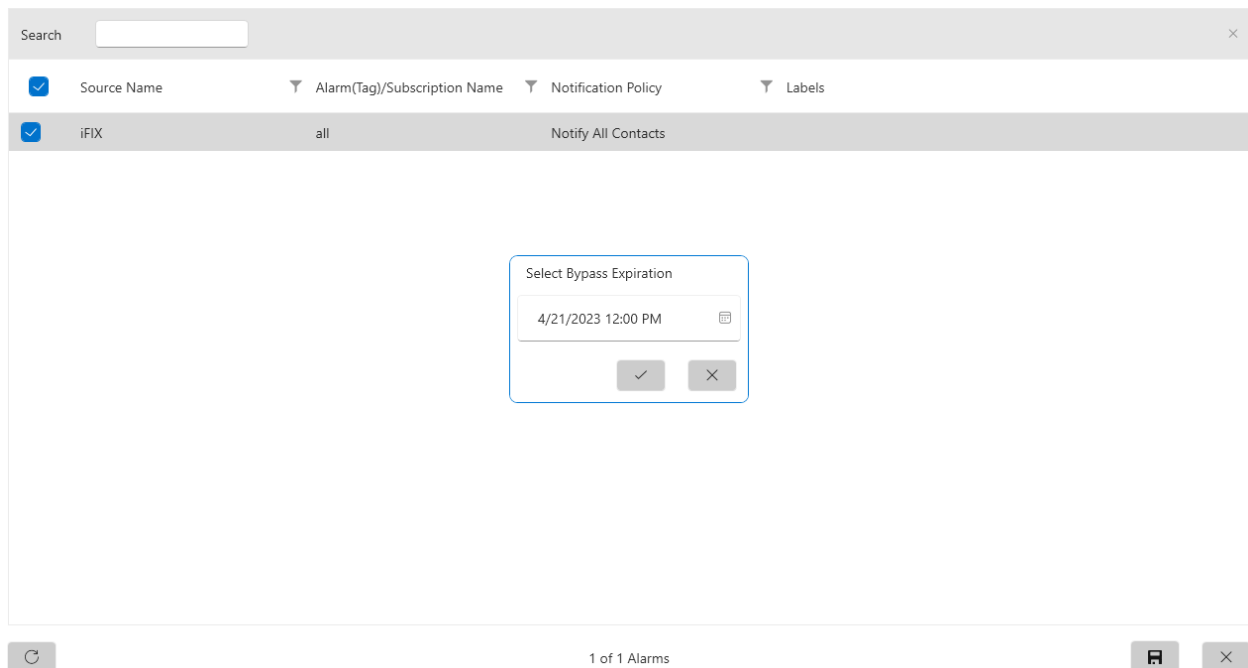 Search
Source Name Alarm(Tag)/Subscription Name Notification Policy Labels
iFIX all Notify All Contacts
Select Bypass Expiration
4/21/2023 12:00 PM
1 of 1 Alarms